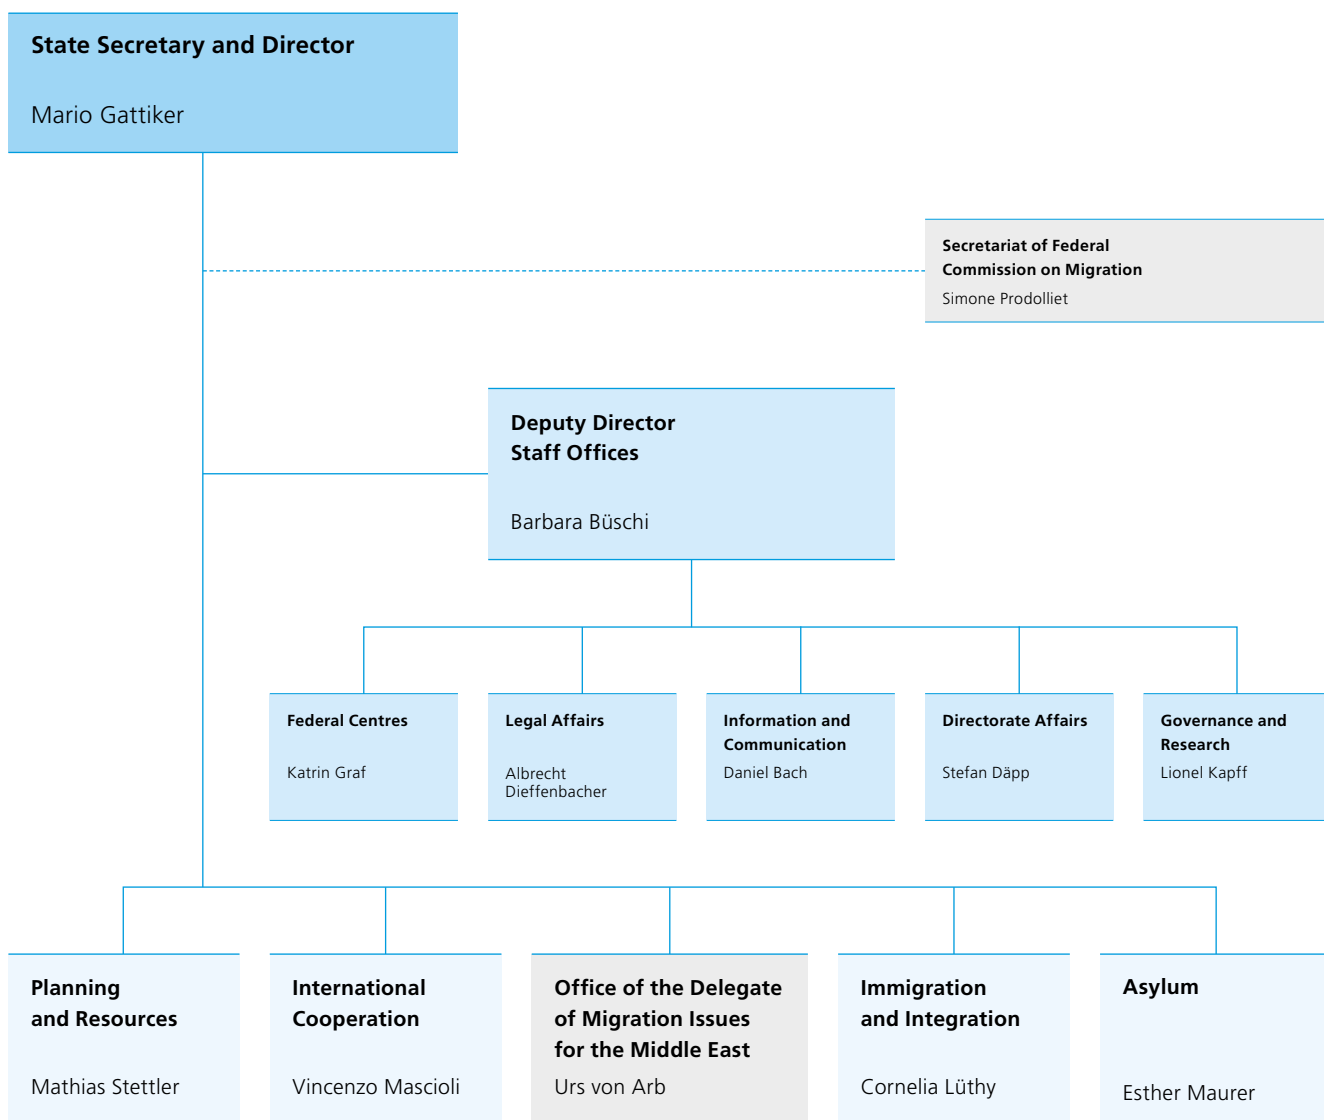 State Secretary and Director
Mario Gattiker
Secretariat of Federal
Commission on Migration
Simone Prodolliet
Deputy Director
Staff Offices
Barbara Büschi
Federal Centres
Katrin Graf
Legal Affairs
Albrecht
Dieffenbacher
Information and
Communication
Daniel Bach
Directorate Affairs
Stefan Däpp
Governance and
Research
Lionel Kapff
Planning
and Resources
Mathias Stettler
International
Cooperation
Vincenzo Mascioli
Office of the Delegate
of Migration Issues
for the Middle East
Urs von Arb
Immigration
and Integration
Cornelia Lüthy
Asylum
Esther Maurer